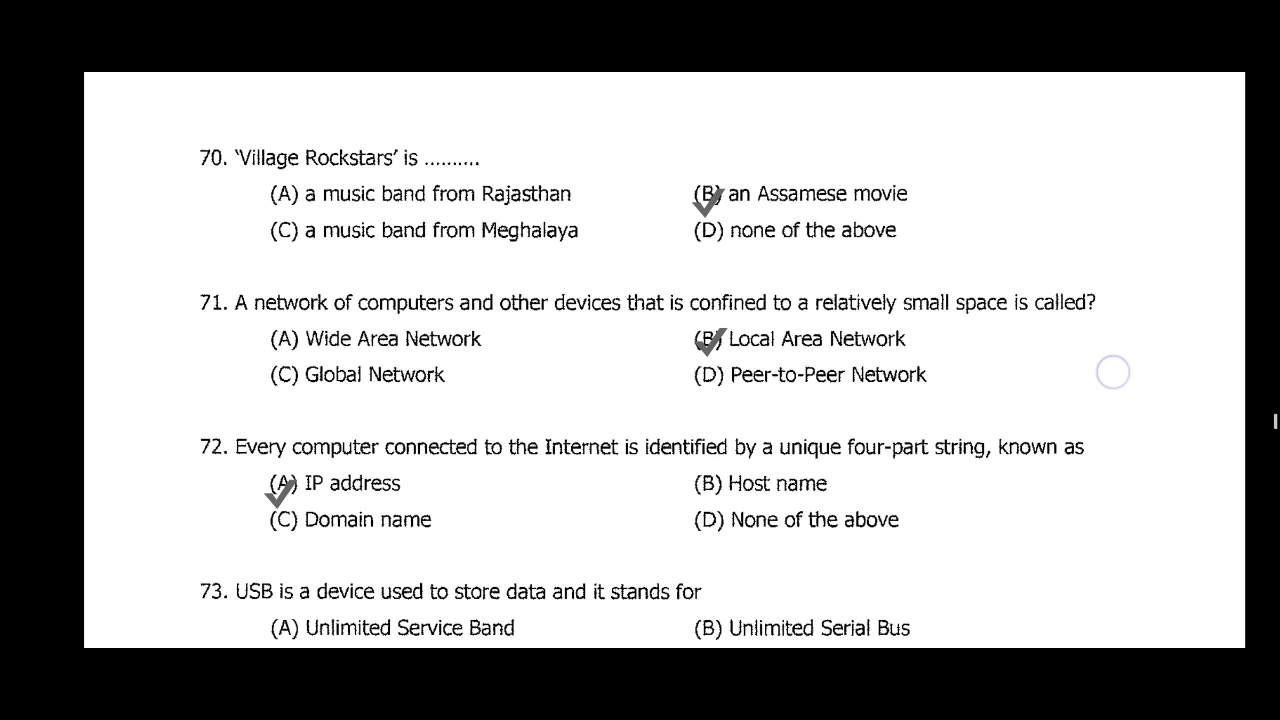 70. 'Village Rockstars' is ..........
(A) a music band from Rajasthan (B) an Assamese movie
(C) a music band from Meghalaya (D) none of the above
71. A network of computers and other devices that is confined to a relatively small space is called?
(A) Wide Area Network (B) Local Area Network
(C) Global Network (D) Peer-to-Peer Network
72. Every computer connected to the Internet is identified by a unique four-part string, known as
(A) IP address (B) Host name
(C) Domain name (D) None of the above
73. USB is a device used to store data and it stands for
(A) Unlimited Service Band (B) Unlimited Serial Bus